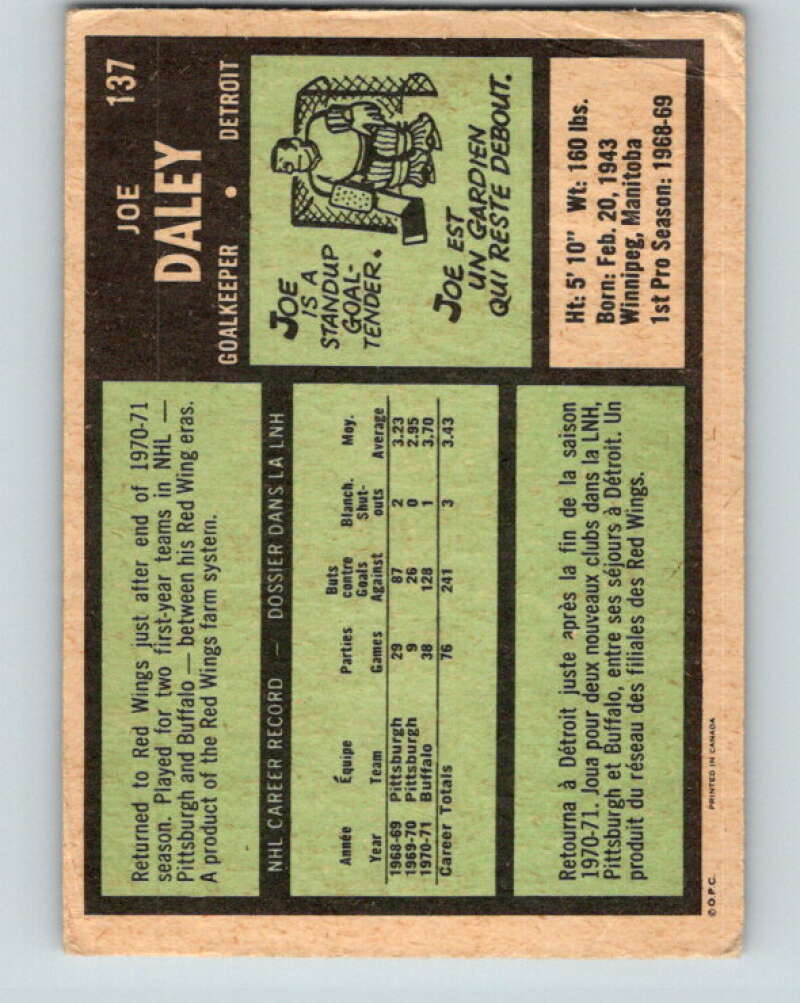 137
JOE
DALEY
GOALKEEPER • DETROIT
Returned to Red Wings just after end of 1970-71
season. Played for two first-year teams in NHL —
Pittsburgh and Buffalo — between his Red Wing eras.
A product of the Red Wings farm system.
JOE
IS A
STANDUP
GOAL-
TENDER.
JOE EST
UN GARDIEN
QUI RESTE DEBOUT.
NHL CAREER RECORD — DOSSIER DANS LA LNH
Année Équipe Parties Buts contre Blanch. Moy.
Year Team Games Goals Against Shut-outs Average
1968-69 Pittsburgh 29 87 2 3.23
1969-70 Pittsburgh 9 26 0 2.95
1970-71 Buffalo 38 128 1 3.70
Career Totals 76 241 3 3.43
Ht: 5' 10" Wt: 160 lbs.
Born: Feb. 20, 1943
Winnipeg, Manitoba
1st Pro Season: 1968-69
Retourna à Détroit juste après la fin de la saison
1970-71. Joua pour deux nouveaux clubs dans la LNH,
Pittsburgh et Buffalo, entre ses séjours à Détroit. Un
produit du réseau des filiales des Red Wings.
© O.P.C. PRINTED IN CANADA